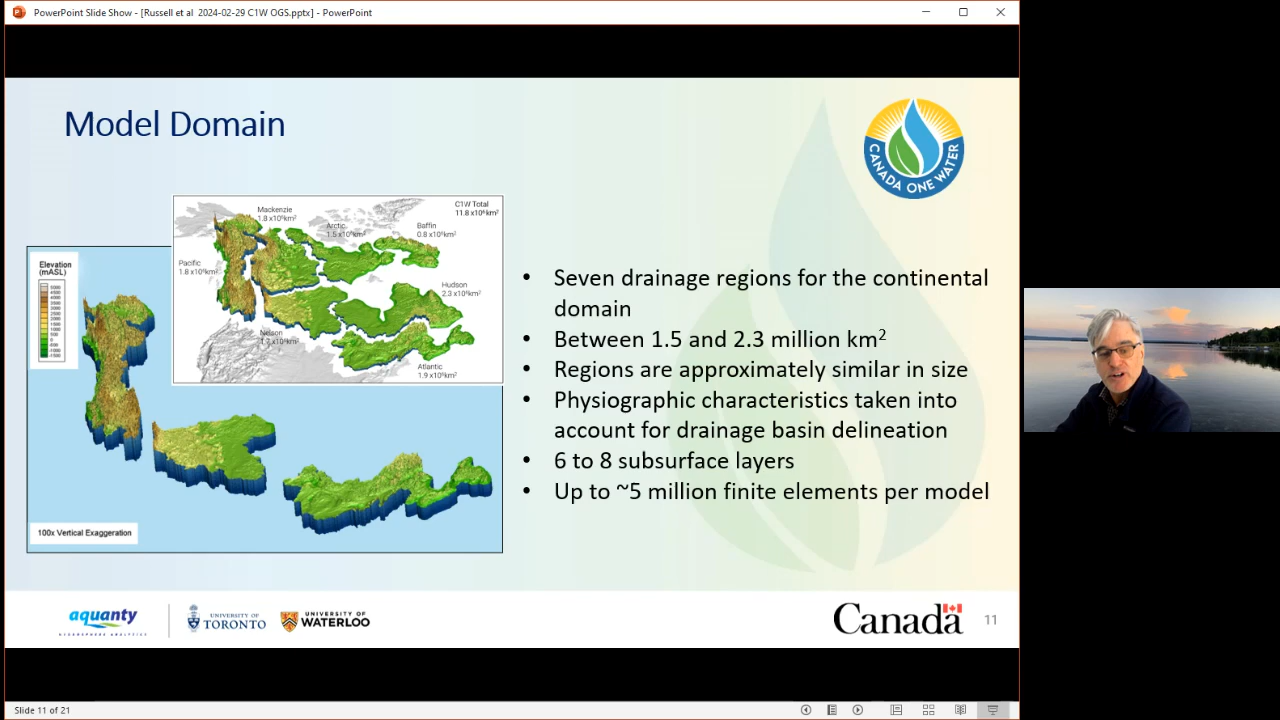 PowerPoint Slide Show - [Russell et al 2024-02-29 C1W OGS.pptx] - PowerPoint
Model Domain
CANADA ONE WATER
Mackenzie
1.8 x10⁶km²
Arctic
1.5 x10⁶km²
Baffin
0.8 x10⁶km²
C1W Total
11.8 x10⁶km²
Pacific
1.8 x10⁶km²
Hudson
2.3 x10⁶km²
Nelson
1.7 x10⁶km²
Atlantic
1.9 x10⁶km²
Elevation
(mASL)
100x Vertical Exaggeration
• Seven drainage regions for the continental
domain
• Between 1.5 and 2.3 million km²
• Regions are approximately similar in size
• Physiographic characteristics taken into
account for drainage basin delineation
• 6 to 8 subsurface layers
• Up to ~5 million finite elements per model
aquanty
UNIVERSITY OF
TORONTO
UNIVERSITY OF
WATERLOO
Canada
11
Slide 11 of 21